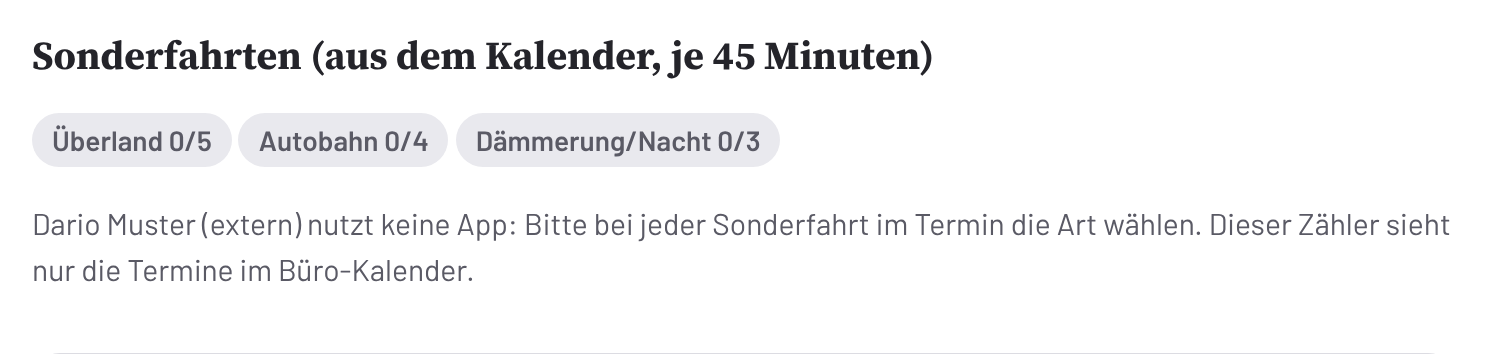 Sonderfahrten (aus dem Kalender, je 45 Minuten)
Überland 0/5 Autobahn 0/4 Dämmerung/Nacht 0/3
Dario Muster (extern) nutzt keine App: Bitte bei jeder Sonderfahrt im Termin die Art wählen. Dieser Zähler sieht
nur die Termine im Büro-Kalender.